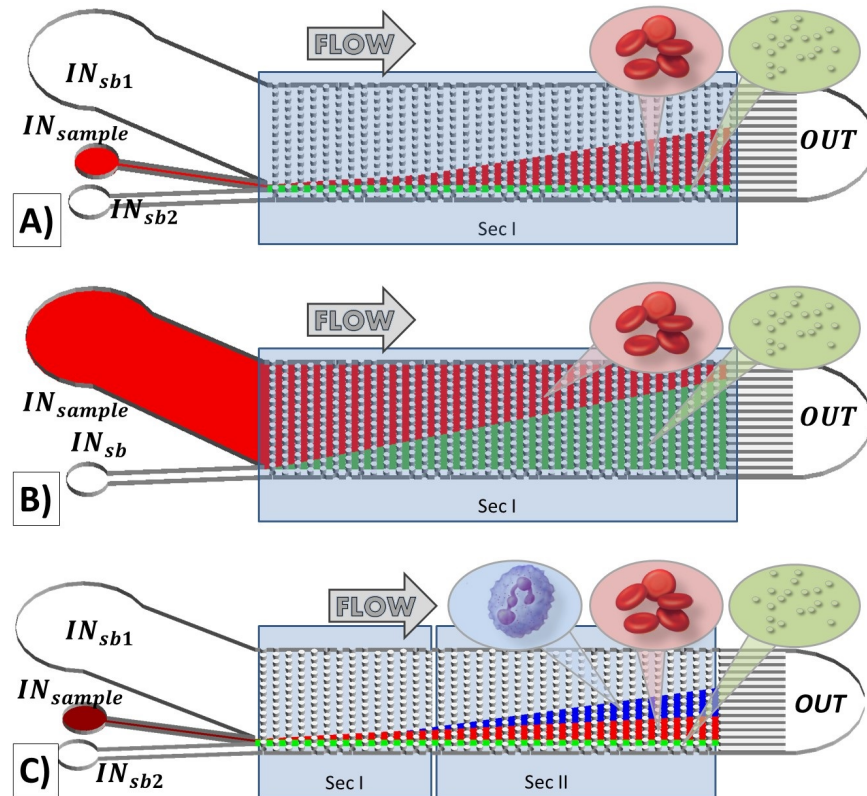 FLOW
IN_sb1
IN_sample
OUT
IN_sb2
A)
Sec I
FLOW
IN_sample
OUT
IN_sb
B)
Sec I
FLOW
IN_sb1
IN_sample
OUT
IN_sb2
C)
Sec I Sec II